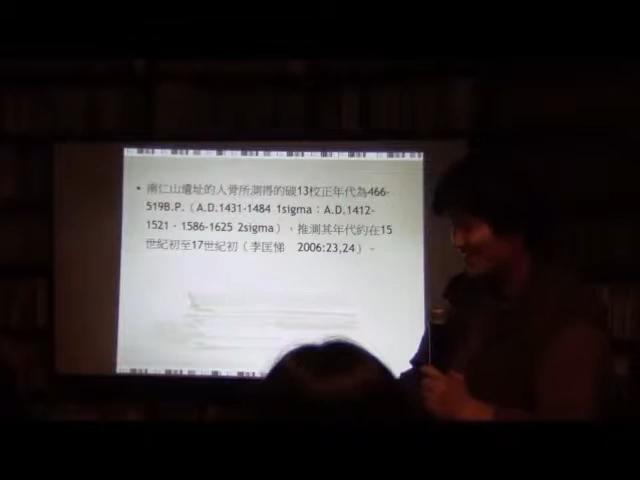 • 南仁山遺址的人骨所測得的碳13校正年代為466-
519B.P.（A.D.1431-1484 1sigma：A.D.1412-
1521、1586-1625 2sigma），推測其年代約在15
世紀初至17世紀初（李匡悌 2006:23,24）。